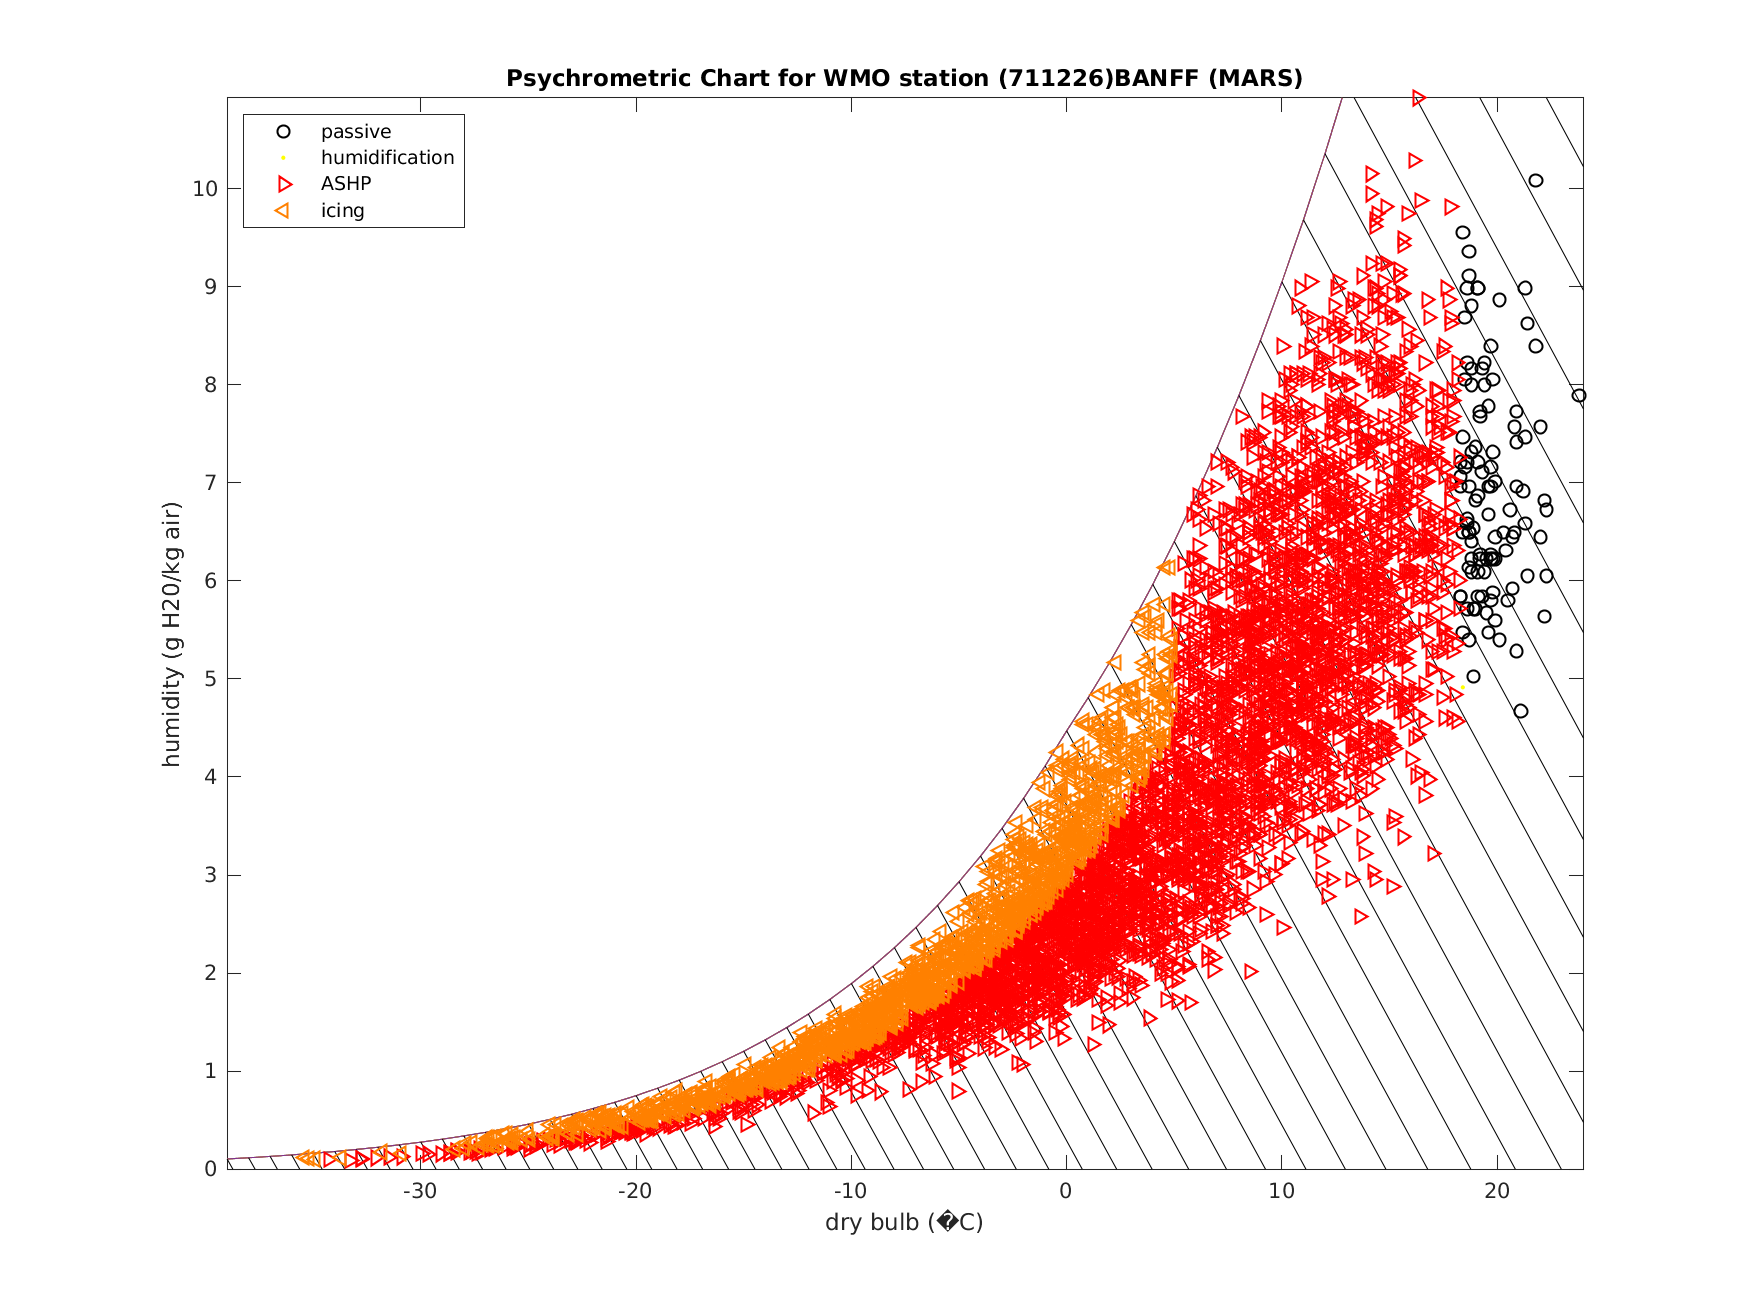 Psychrometric Chart for WMO station (711226)BANFF (MARS)
passive
humidification
ASHP
icing
10
9
8
7
6
5
4
3
2
1
0
humidity (g H20/kg air)
-30 -20 -10 0 10 20
dry bulb (�C)